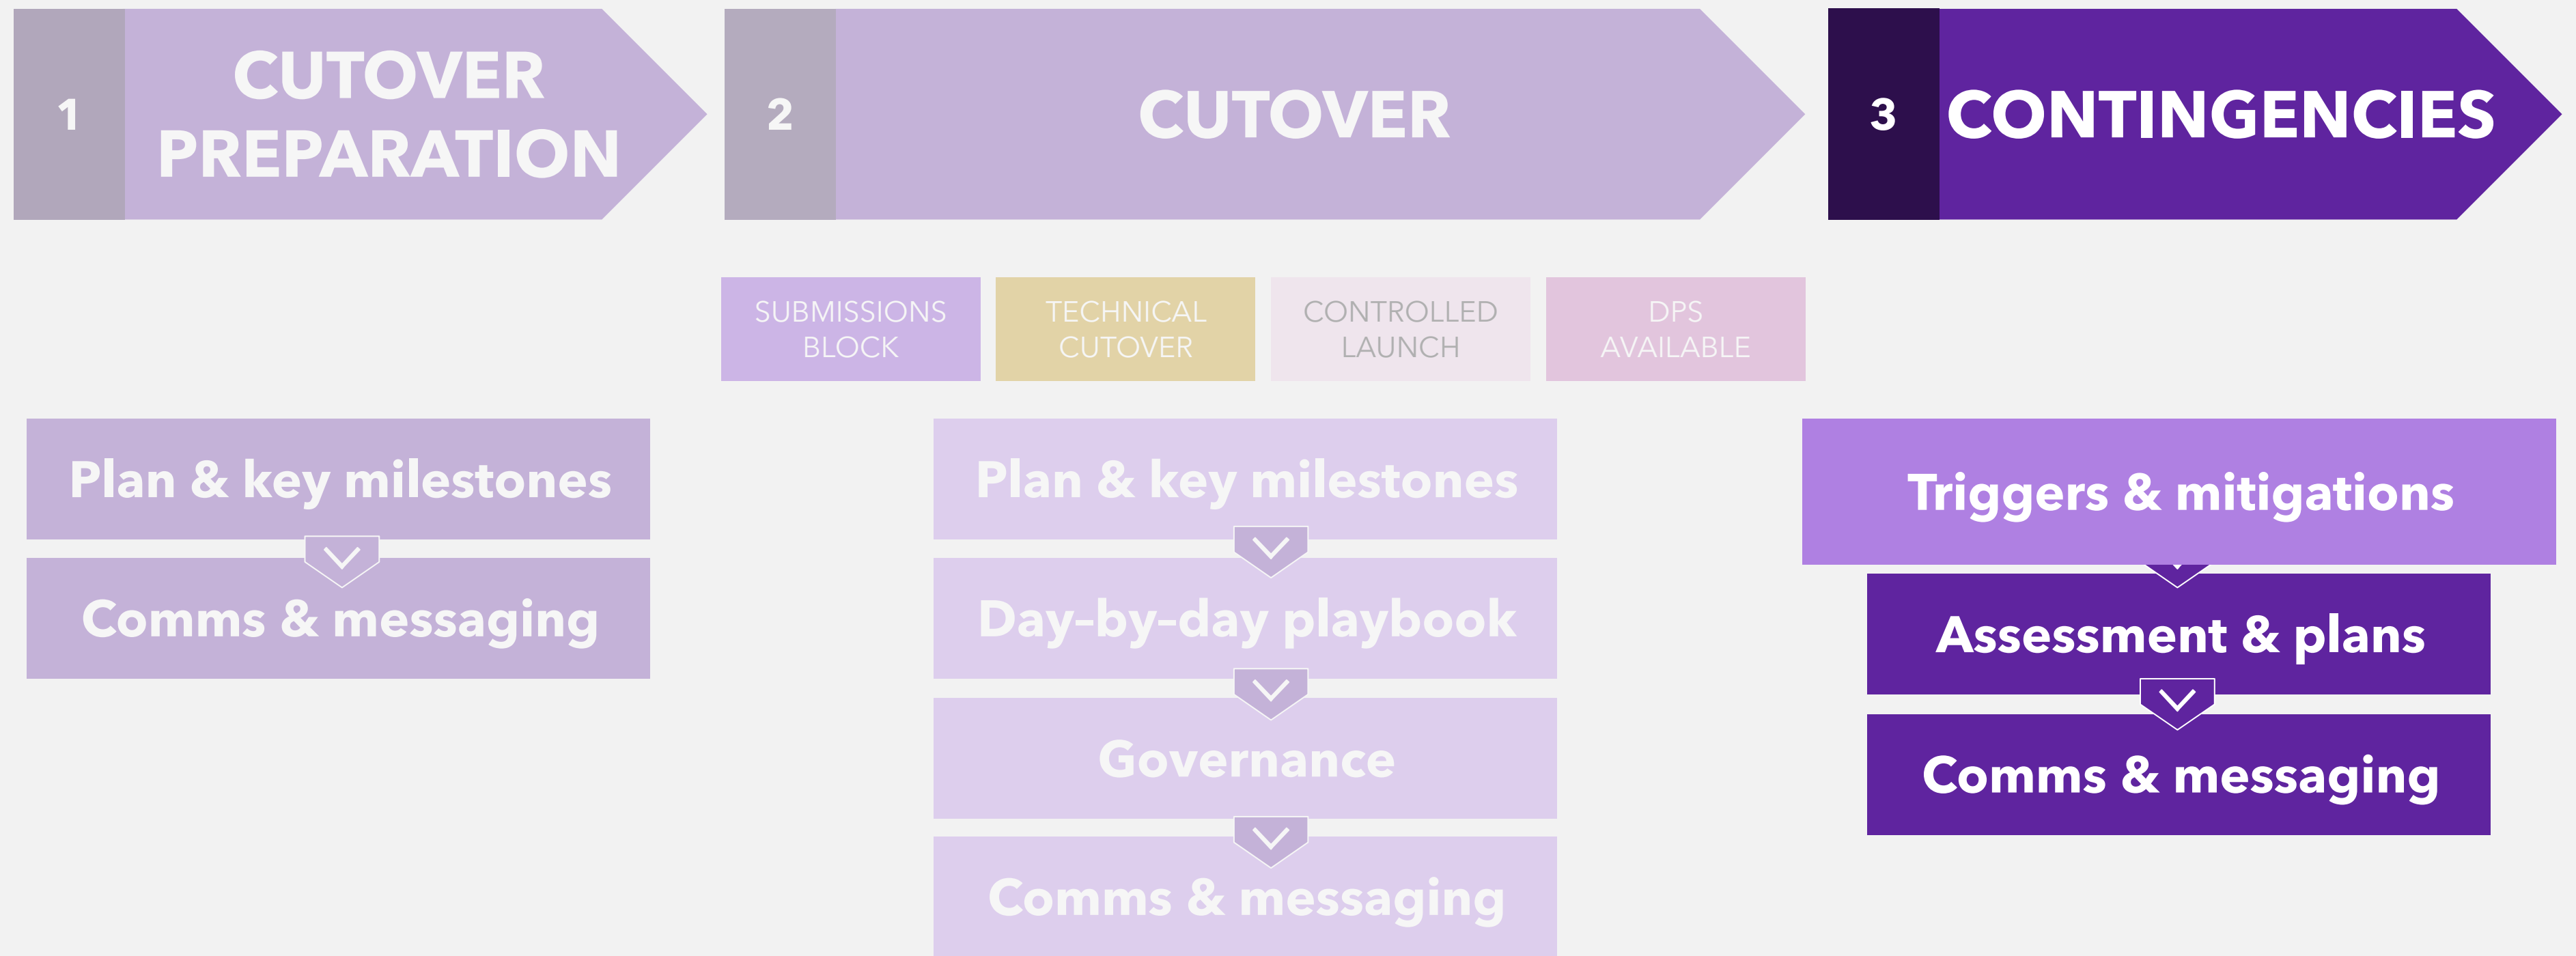 1
CUTOVER
PREPARATION
2
CUTOVER
3
CONTINGENCIES
SUBMISSIONS
BLOCK
TECHNICAL
CUTOVER
CONTROLLED
LAUNCH
DPS
AVAILABLE
Plan & key milestones
Comms & messaging
Plan & key milestones
Day-by-day playbook
Governance
Comms & messaging
Triggers & mitigations
Assessment & plans
Comms & messaging